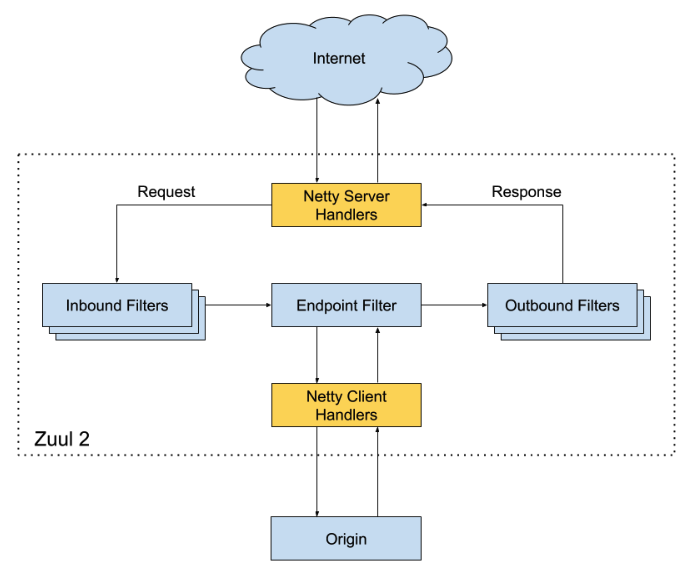 Internet
Netty Server
Handlers
Request
Response
Inbound Filters
Endpoint Filter
Outbound Filters
Netty Client
Handlers
Zuul 2
Origin